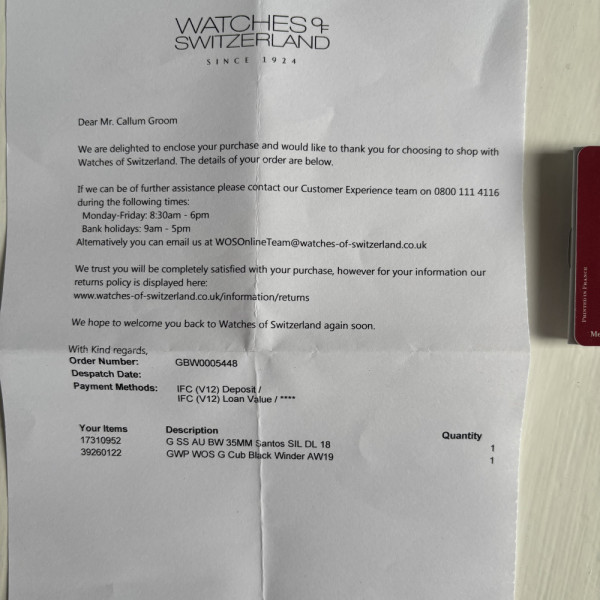 WATCHES OF
SWITZERLAND
SINCE 1924
Dear Mr. Callum Groom
We are delighted to enclose your purchase and would like to thank you for choosing to shop with
Watches of Switzerland. The details of your order are below.
If we can be of further assistance please contact our Customer Experience team on 0800 111 4116
during the following times:
Monday-Friday: 8:30am - 6pm
Bank holidays: 9am - 5pm
Alternatively you can email us at WOSOnlineTeam@watches-of-switzerland.co.uk
We trust you will be completely satisfied with your purchase, however for your information our
returns policy is displayed here:
www.watches-of-switzerland.co.uk/information/returns
We hope to welcome you back to Watches of Switzerland again soon.
With Kind regards,
Order Number: GBW0005448
Despatch Date:
Payment Methods: IFC (V12) Deposit /
IFC (V12) Loan Value / ****
Your Items Description Quantity
17310952 G SS AU BW 35MM Santos SIL DL 18 1
39260122 GWP WOS G Cub Black Winder AW19 1
PRINTED IN FRANCE